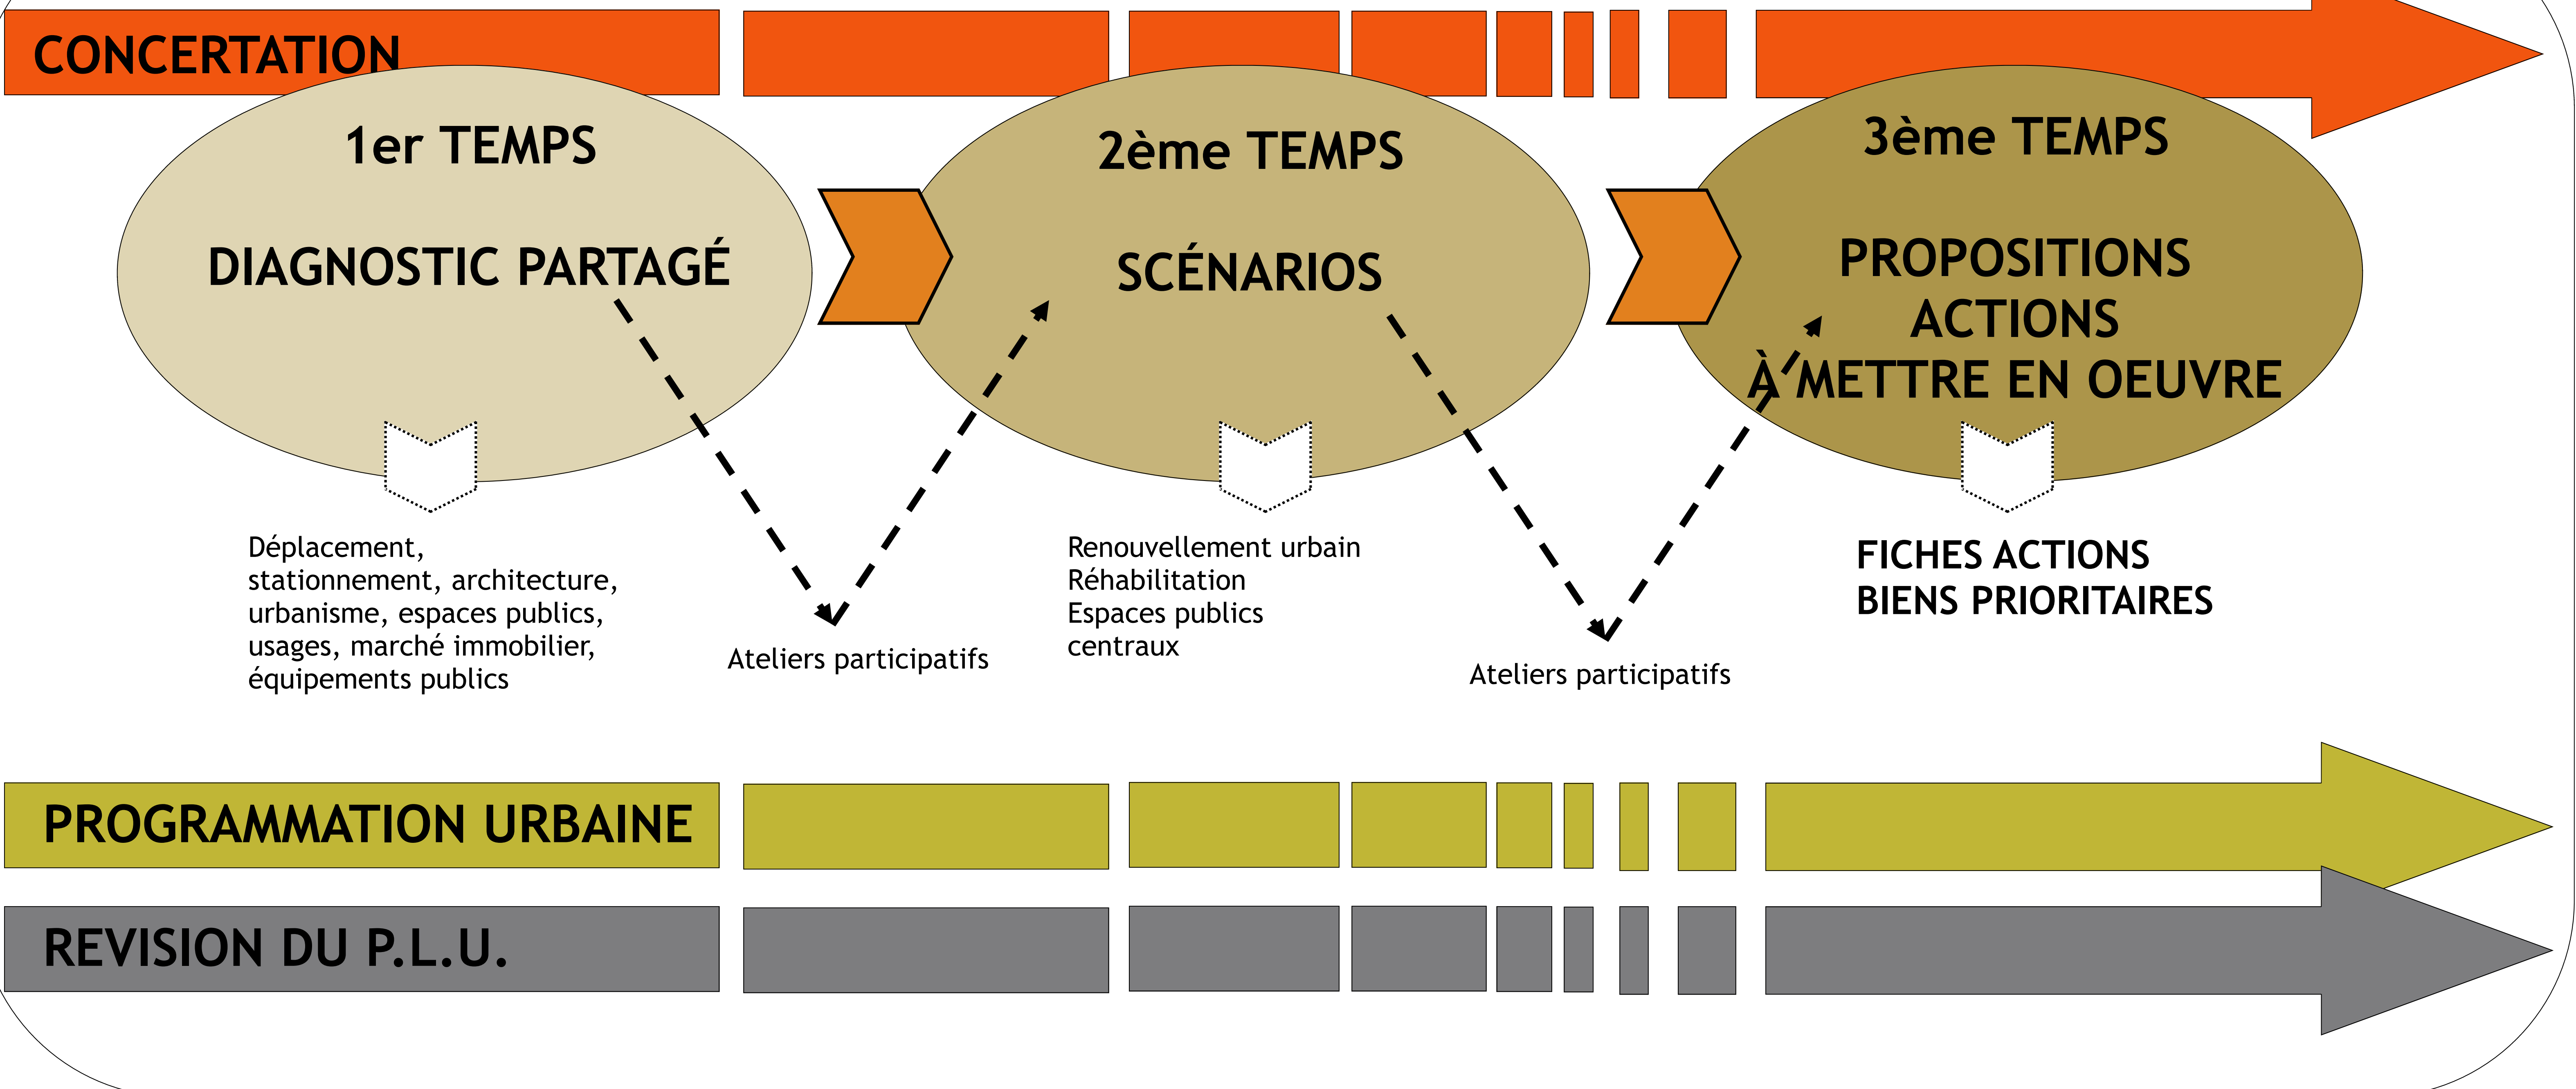 CONCERTATION
1er TEMPS
DIAGNOSTIC PARTAGÉ
2ème TEMPS
SCÉNARIOS
3ème TEMPS
PROPOSITIONS
ACTIONS
À METTRE EN OEUVRE
Déplacement,
stationnement, architecture,
urbanisme, espaces publics,
usages, marché immobilier,
équipements publics
Ateliers participatifs
Renouvellement urbain
Réhabilitation
Espaces publics
centraux
Ateliers participatifs
FICHES ACTIONS
BIENS PRIORITAIRES
PROGRAMMATION URBAINE
REVISION DU P.L.U.